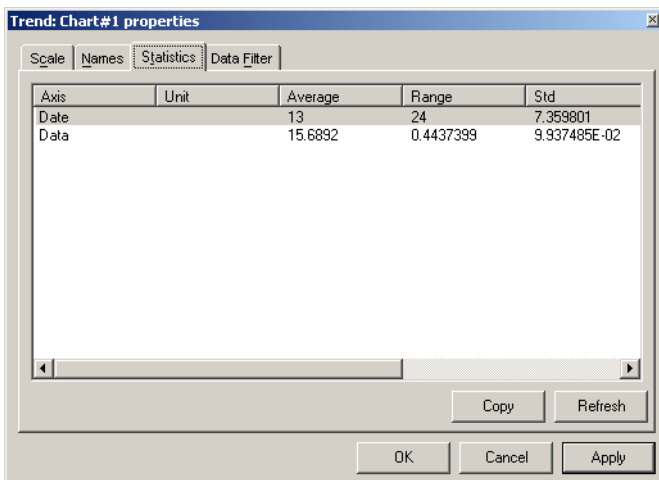 Trend: Chart#1 properties
Scale Names Statistics Data Filter
Axis Unit Average Range Std
Date 13 24 7.359801
Data 15.6892 0.4437399 9.937485E-02
Copy Refresh
OK Cancel Apply